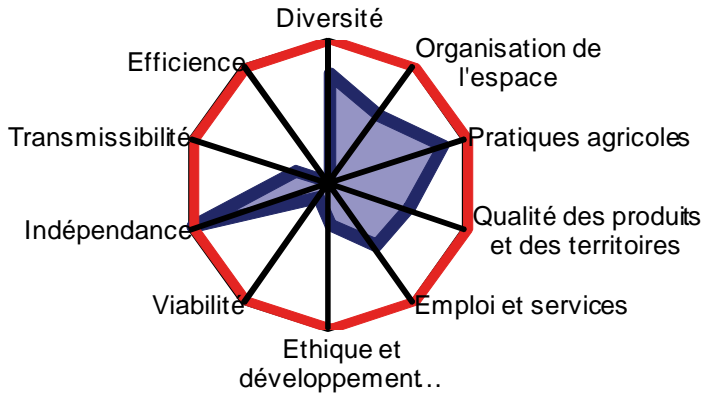 Diversité
Organisation de
l'espace
Pratiques agricoles
Qualité des produits
et des territoires
Emploi et services
Ethique et
développement...
Viabilité
Indépendance
Transmissibilité
Efficience